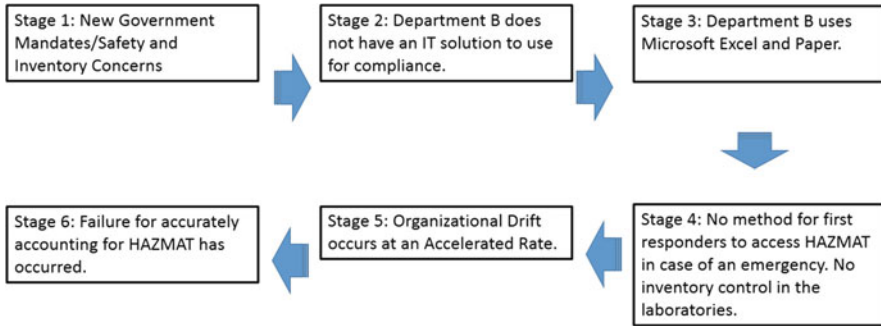 Stage 1: New Government
Mandates/Safety and
Inventory Concerns
Stage 2: Department B does
not have an IT solution to use
for compliance.
Stage 3: Department B uses
Microsoft Excel and Paper.
Stage 4: No method for first
responders to access HAZMAT
in case of an emergency. No
inventory control in the
laboratories.
Stage 5: Organizational Drift
occurs at an Accelerated Rate.
Stage 6: Failure for accurately
accounting for HAZMAT has
occurred.